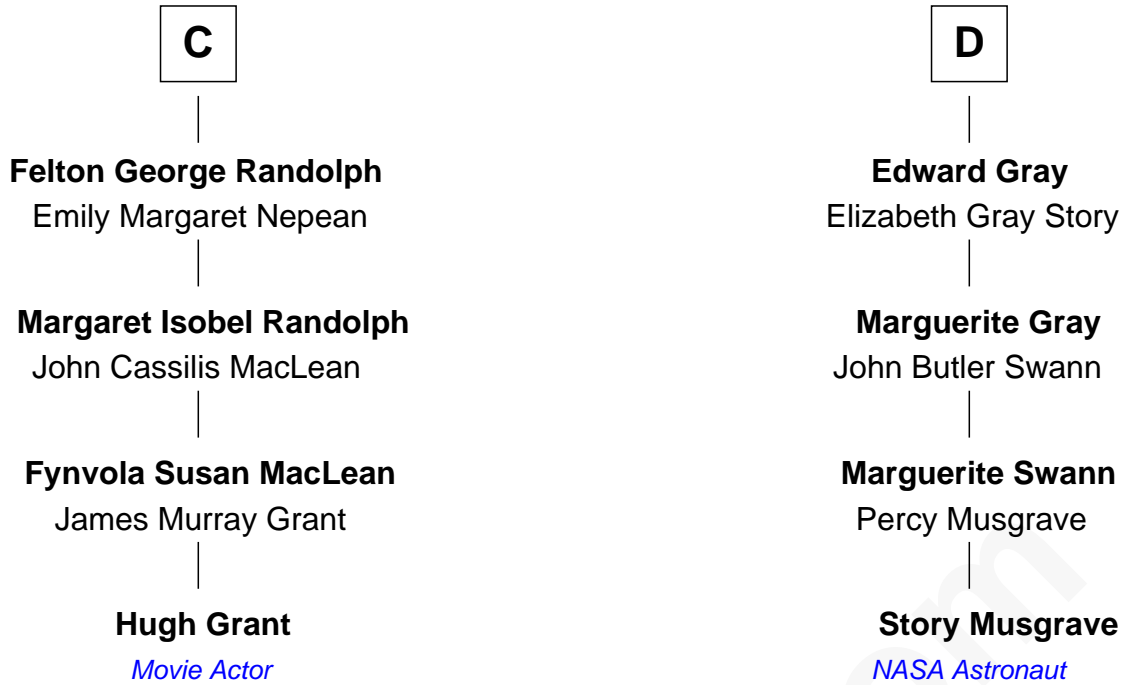 C
Felton George Randolph
Emily Margaret Nepean
Margaret Isobel Randolph
John Cassilis MacLean
Fynvola Susan MacLean
James Murray Grant
Hugh Grant
Movie Actor
D
Edward Gray
Elizabeth Gray Story
Marguerite Gray
John Butler Swann
Marguerite Swann
Percy Musgrave
Story Musgrave
NASA Astronaut